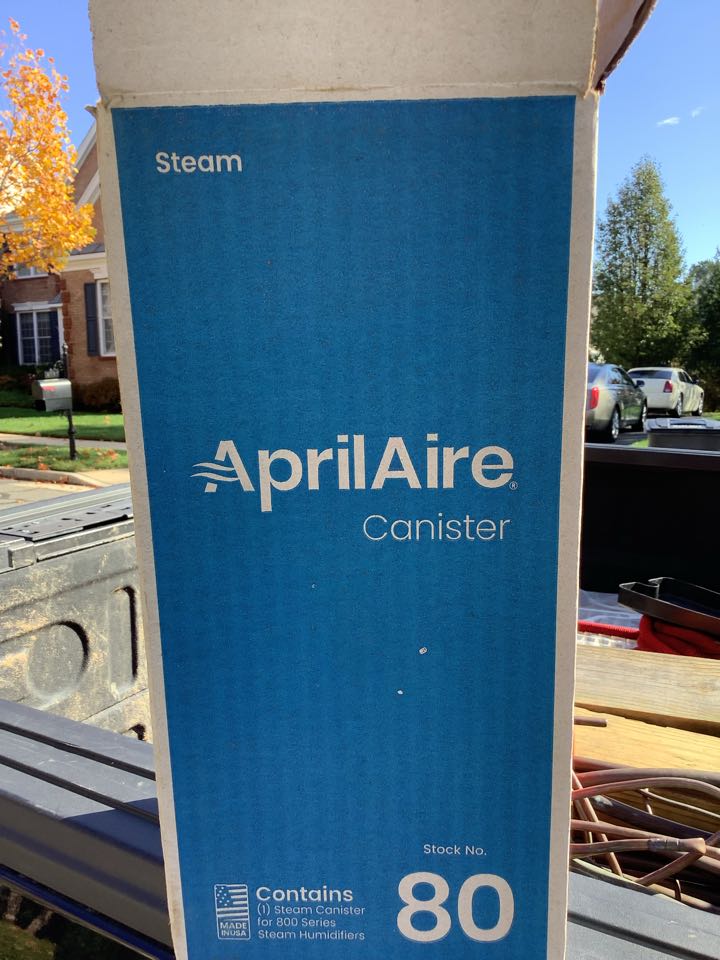 Steam
AprilAire®
Canister
Stock No.
80
MADE
IN USA
Contains
(1) Steam Canister
for 800 Series
Steam Humidifiers